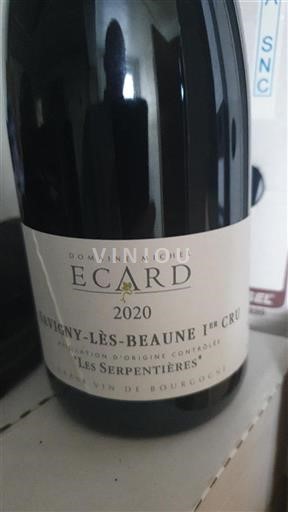 A SNC
DOMAINE MICHEL
VINIOU
ECARD
2020
SAVIGNY-LÈS-BEAUNE 1ER CRU
APPELLATION D'ORIGINE CONTRÔLÉE
"LES SERPENTIÈRES"
GRAND VIN DE BOURGOGNE